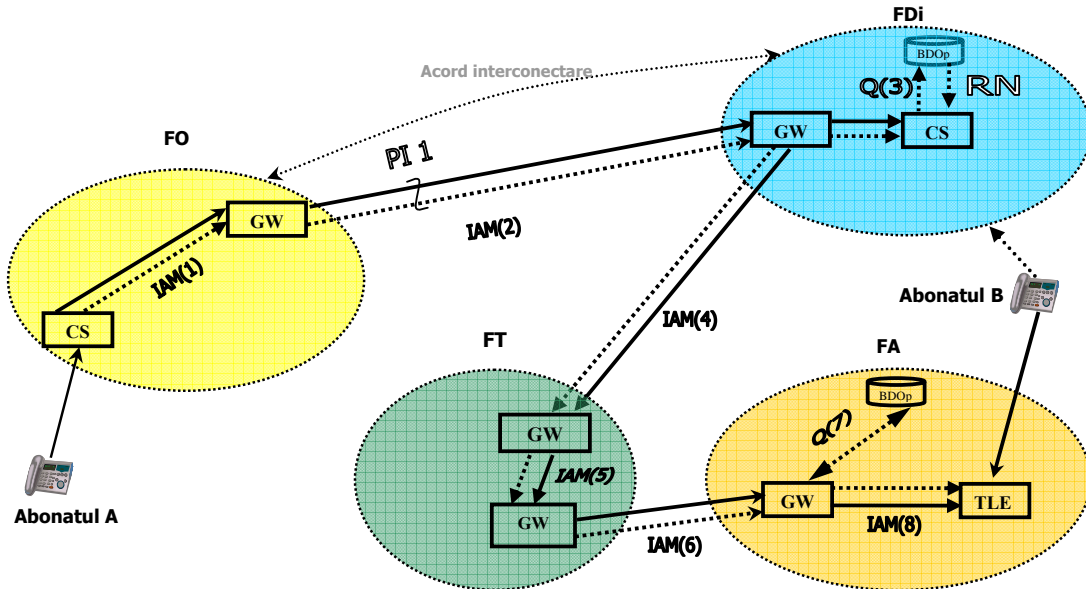 FDi
BDOp
Acord interconectare
Q(3)
RN
GW
CS
FO
PI 1
GW
IAM(2)
IAM(1)
CS
Abonatul B
IAM(4)
FT
FA
BDOp
GW
Q(7)
IAM(5)
Abonatul A
GW
GW
TLE
IAM(8)
IAM(6)